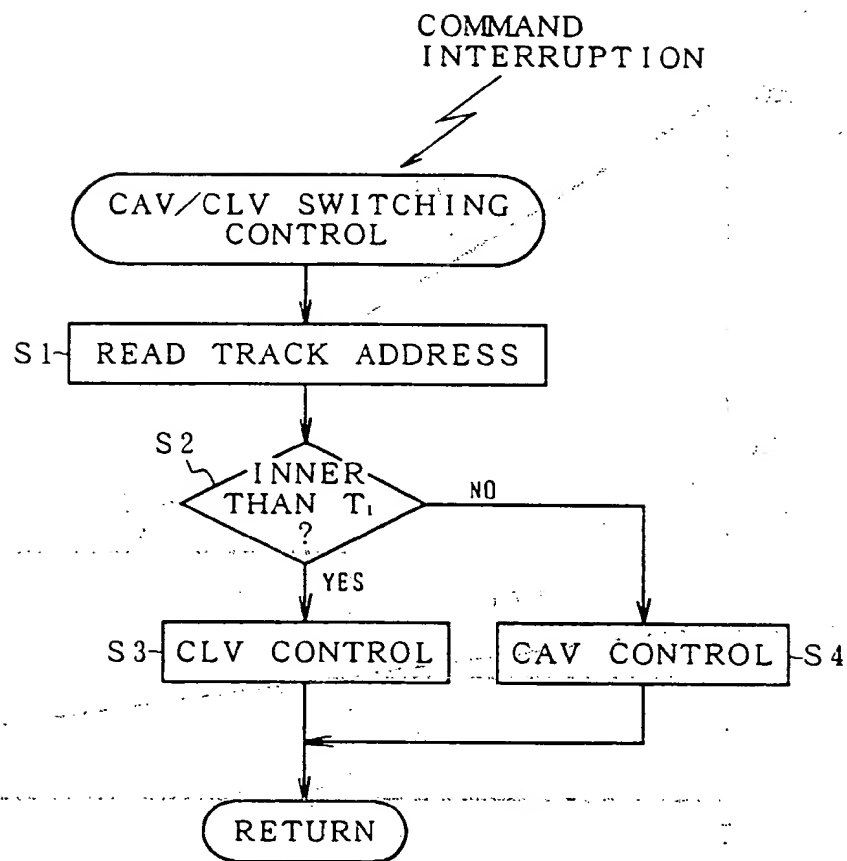 COMMAND
INTERRUPTION
CAV/CLV SWITCHING
CONTROL
S1
READ TRACK ADDRESS
S2
INNER
THAN T₁
?
NO
YES
S3
CLV CONTROL
CAV CONTROL
S4
RETURN